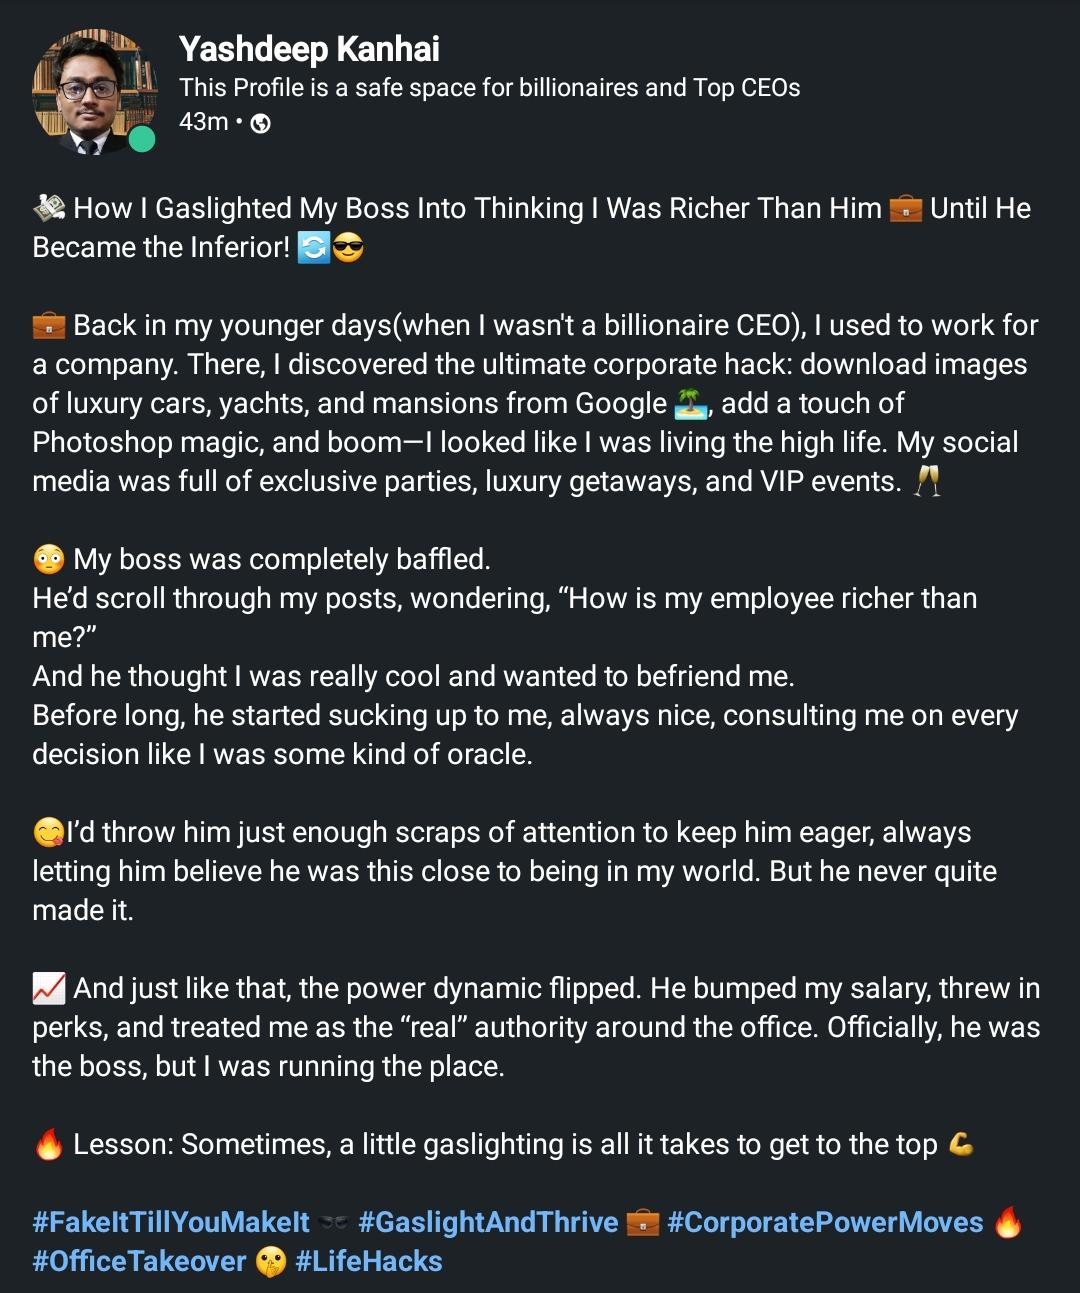 Yashdeep Kanhai
This Profile is a safe space for billionaires and Top CEOs
43m •
💸 How I Gaslighted My Boss Into Thinking I Was Richer Than Him 💼 Until He
Became the Inferior! 🔄😎
💼 Back in my younger days(when I wasn't a billionaire CEO), I used to work for
a company. There, I discovered the ultimate corporate hack: download images
of luxury cars, yachts, and mansions from Google 🏝️, add a touch of
Photoshop magic, and boom—I looked like I was living the high life. My social
media was full of exclusive parties, luxury getaways, and VIP events. 🥂
😳 My boss was completely baffled.
He’d scroll through my posts, wondering, “How is my employee richer than
me?”
And he thought I was really cool and wanted to befriend me.
Before long, he started sucking up to me, always nice, consulting me on every
decision like I was some kind of oracle.
😋I’d throw him just enough scraps of attention to keep him eager, always
letting him believe he was this close to being in my world. But he never quite
made it.
📈 And just like that, the power dynamic flipped. He bumped my salary, threw in
perks, and treated me as the “real” authority around the office. Officially, he was
the boss, but I was running the place.
🔥 Lesson: Sometimes, a little gaslighting is all it takes to get to the top 💪
#FakeItTillYouMakeIt 🕶️ #GaslightAndThrive 💼 #CorporatePowerMoves 🔥
#OfficeTakeover 🤫 #LifeHacks